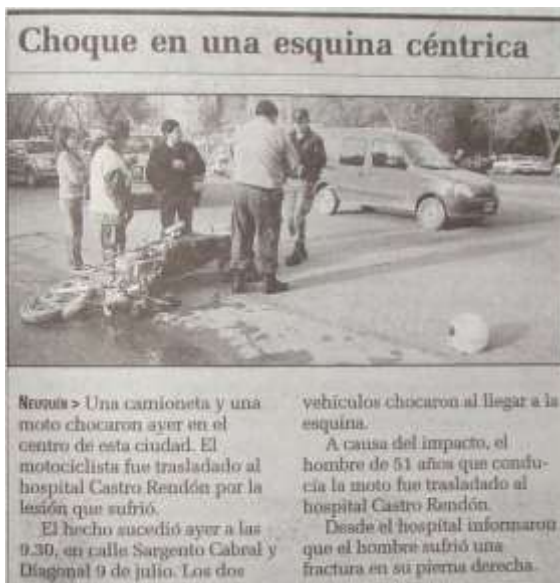 Choque en una esquina céntrica
NEUQUÉN > Una camioneta y una
moto chocaron ayer en el
centro de esta ciudad. El
motociclista fue trasladado al
hospital Castro Rendón por la
lesión que sufrió.
El hecho sucedió ayer a las
9.30, en calle Sargento Cabral y
Diagonal 9 de julio. Los dos
vehículos chocaron al llegar a la
esquina.
A causa del impacto, el
hombre de 51 años que condu-
cía la moto fue trasladado al
hospital Castro Rendón.
Desde el hospital informaron
que el hombre sufrió una
fractura en su pierna derecha.